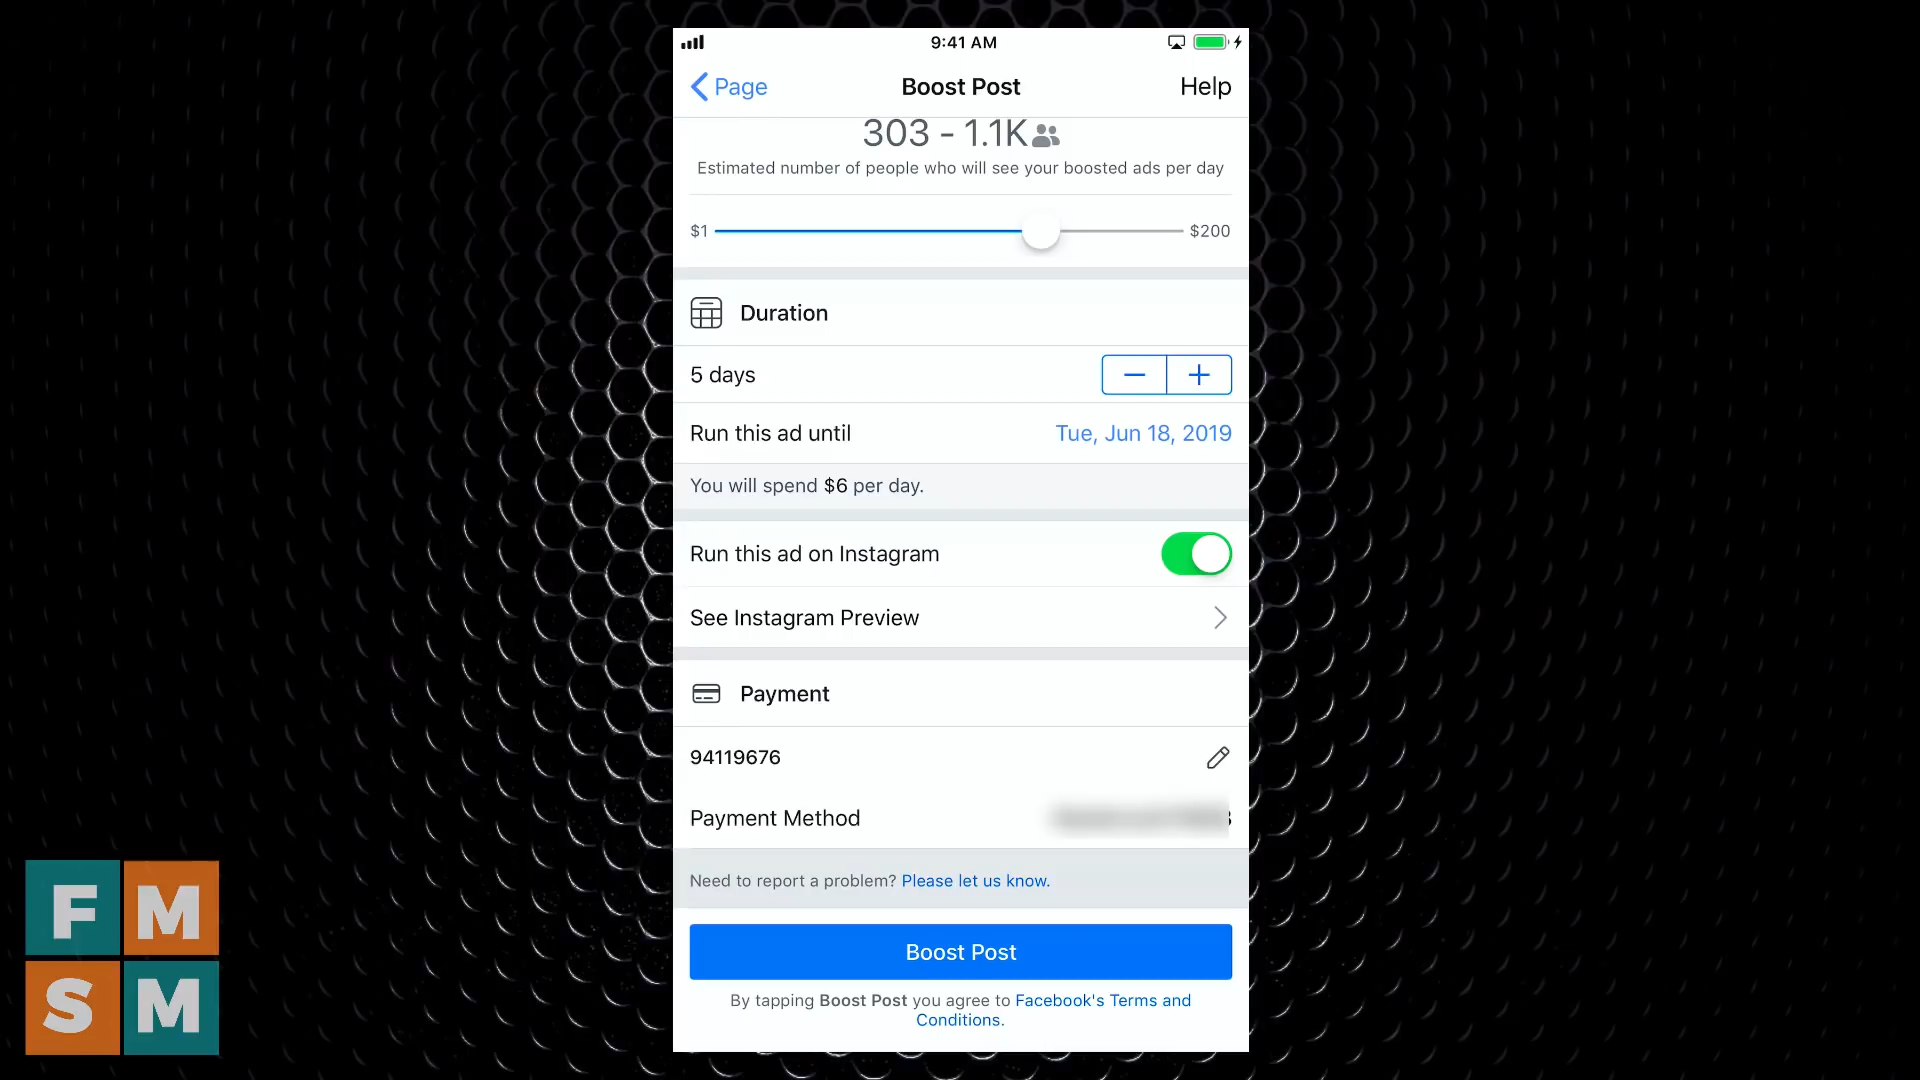 9:41 AM
Page
Boost Post
Help
303 - 1.1K
Estimated number of people who will see your boosted ads per day
$1
$200
Duration
5 days
Run this ad until
Tue, Jun 18, 2019
You will spend $6 per day.
Run this ad on Instagram
See Instagram Preview
Payment
94119676
Payment Method
Need to report a problem? Please let us know.
Boost Post
By tapping Boost Post you agree to Facebook's Terms and
Conditions.
F M
S M